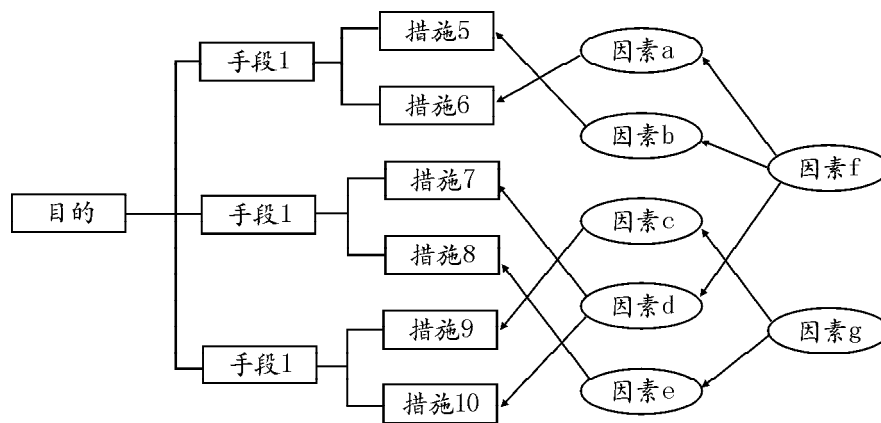 目的
手段1
手段1
手段1
措施5
措施6
措施7
措施8
措施9
措施10
因素a
因素b
因素c
因素d
因素e
因素f
因素g